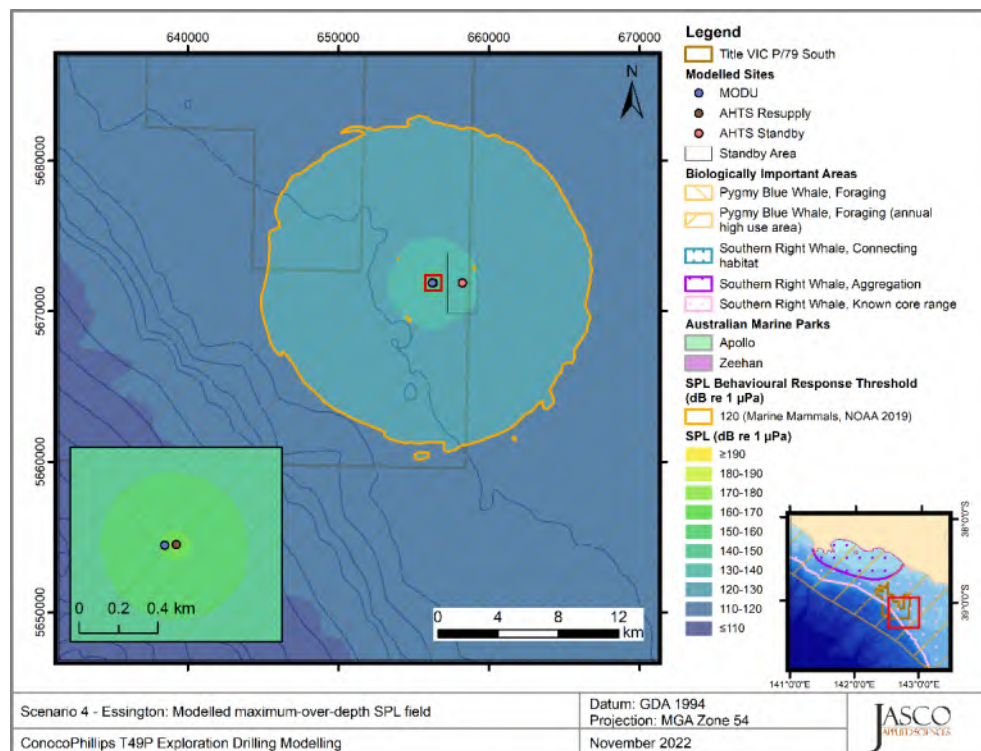 640000
650000
660000
670000
5680000
5670000
5660000
5650000
N
0 0.2 0.4 km
0 4 8 12
km
Legend
Title VIC P/79 South
Modelled Sites
MODU
AHTS Resupply
AHTS Standby
Standby Area
Biologically Important Areas
Pygmy Blue Whale, Foraging
Pygmy Blue Whale, Foraging (annual
high use area)
Southern Right Whale, Connecting
habitat
Southern Right Whale, Aggregation
Southern Right Whale, Known core range
Australian Marine Parks
Apollo
Zeehan
SPL Behavioural Response Threshold
(dB re 1 µPa)
120 (Marine Mammals, NOAA 2019)
SPL (dB re 1 µPa)
≥190
180-190
170-180
160-170
150-160
140-150
130-140
120-130
110-120
≤110
38°0'0"S
39°0'0"S
141°0'0"E 142°0'0"E 143°0'0"E
Scenario 4 - Essington: Modelled maximum-over-depth SPL field
Datum: GDA 1994
Projection: MGA Zone 54
ConocoPhillips T49P Exploration Drilling Modelling
November 2022
JASCO
APPLIED SCIENCES